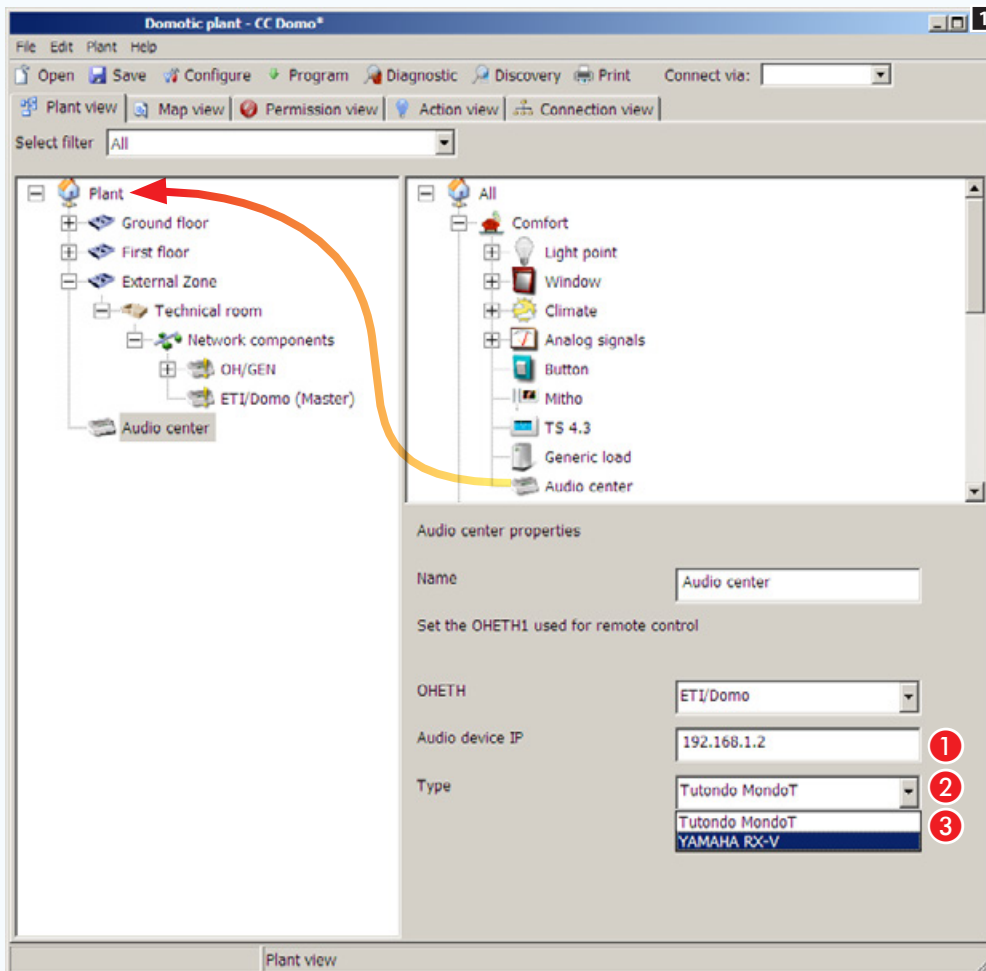 Domotic plant - CC Domo*
1
File Edit Plant Help
Open Save Configure Program Diagnostic Discovery Print Connect via:
Plant view Map view Permission view Action view Connection view
Select filter All
Plant
Ground floor
First floor
External Zone
Technical room
Network components
OH/GEN
ETI/Domo (Master)
Audio center
All
Comfort
Light point
Window
Climate
Analog signals
Button
Mitho
TS 4.3
Generic load
Audio center
Audio center properties
Name Audio center
Set the OHETH1 used for remote control
OHETH ETI/Domo
Audio device IP 192.168.1.2 1
Type Tutondo MondoT 2
Tutondo MondoT 3
YAMAHA RX-V
Plant view